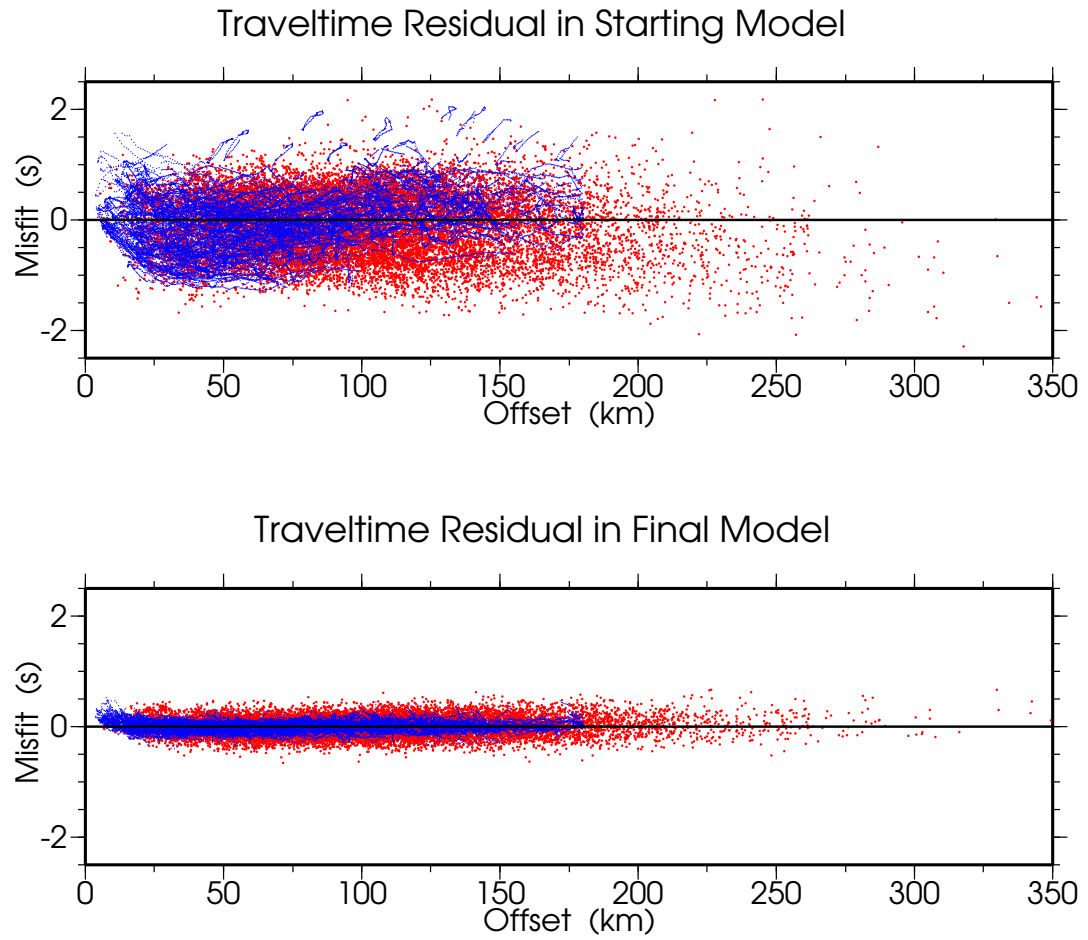 Traveltime Residual in Starting Model
2
0
-2
Misfit (s)
0 50 100 150 200 250 300 350
Offset (km)
Traveltime Residual in Final Model
2
0
-2
Misfit (s)
0 50 100 150 200 250 300 350
Offset (km)